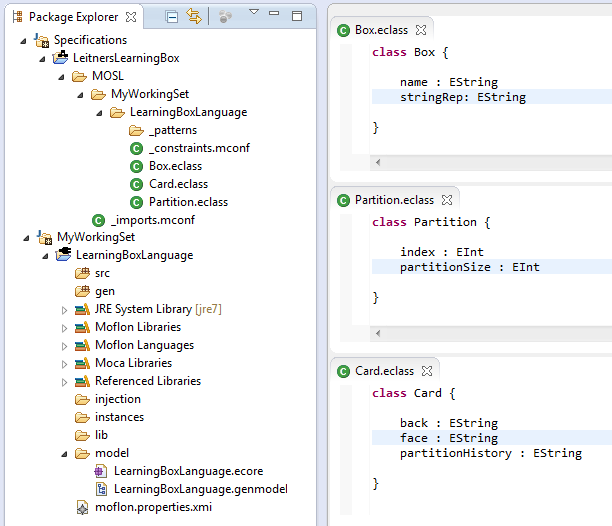 Package Explorer
Specifications
LeitnersLearningBox
MOSL
MyWorkingSet
LearningBoxLanguage
_patterns
_constraints.mconf
Box.eclass
Card.eclass
Partition.eclass
_imports.mconf
MyWorkingSet
LearningBoxLanguage
src
gen
JRE System Library [jre7]
Moflon Libraries
Moflon Languages
Moca Libraries
Referenced Libraries
injection
instances
lib
model
LearningBoxLanguage.ecore
LearningBoxLanguage.genmodel
moflon.properties.xmi
Box.eclass
class Box {
name : EString
stringRep: EString
}
Partition.eclass
class Partition {
index : EInt
partitionSize : EInt
}
Card.eclass
class Card {
back : EString
face : EString
partitionHistory : EString
}